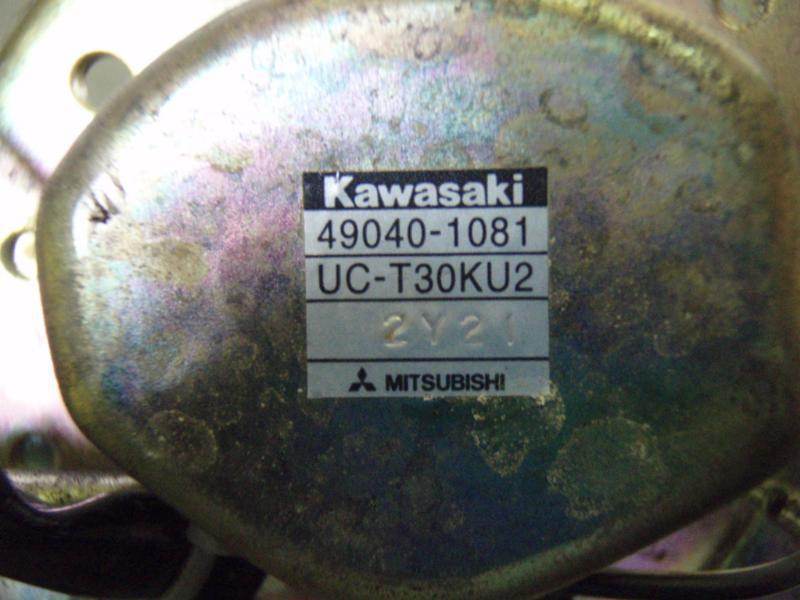 Kawasaki
49040-1081
UC-T30KU2
2Y21
MITSUBISHI